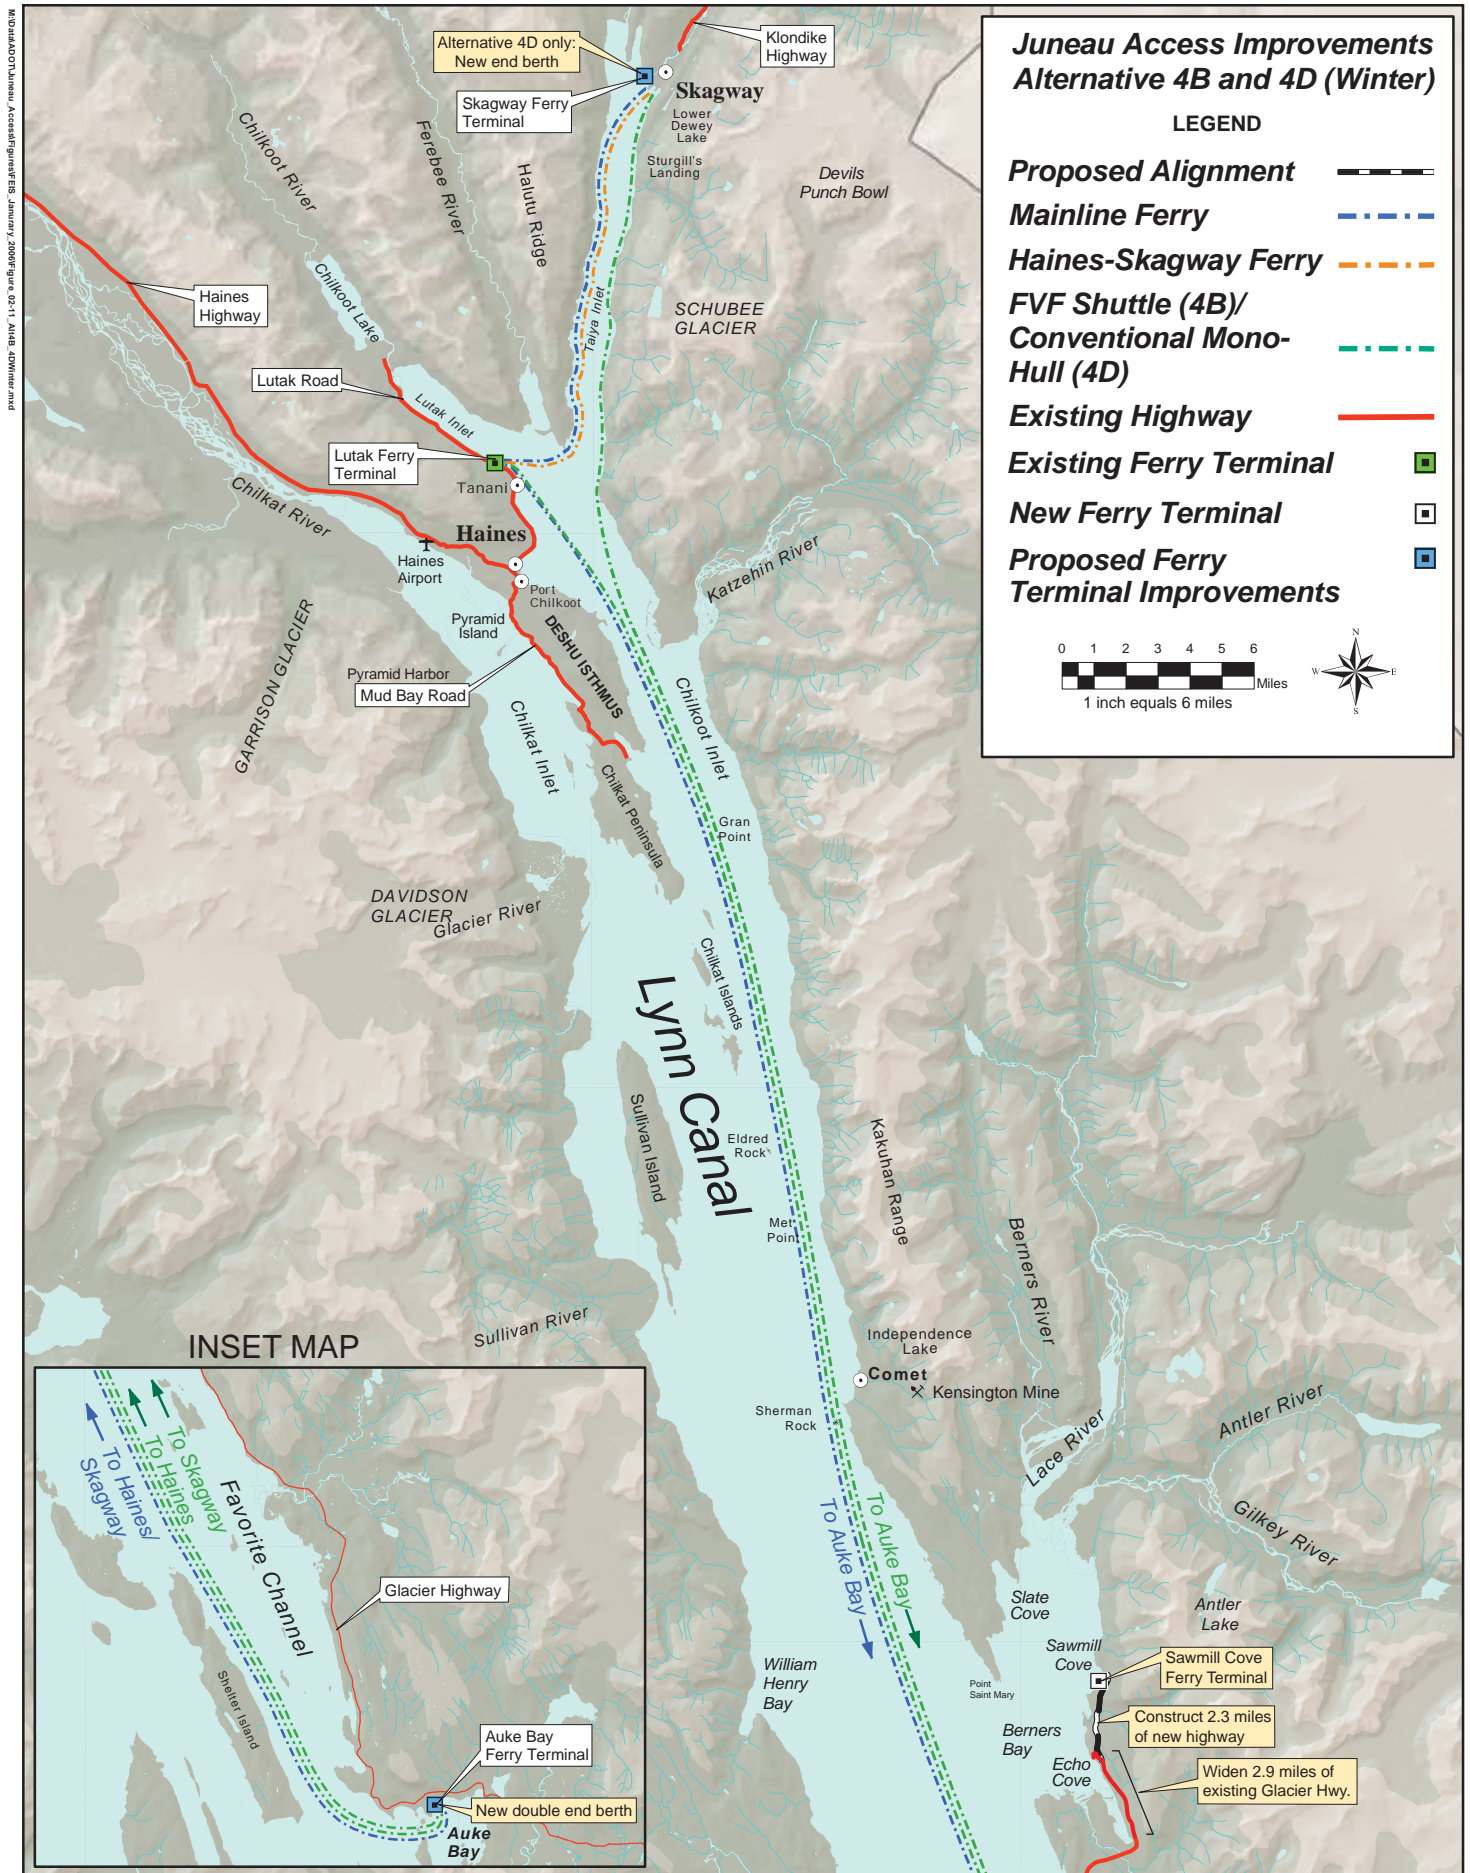 M:\Data\ADOT\Juneau_Access\Figures\FEIS_Janurary_2006\Figure_02-11_Alt4B_4DWinter.mxd
Juneau Access Improvements
Alternative 4B and 4D (Winter)
LEGEND
Proposed Alignment
Mainline Ferry
Haines-Skagway Ferry
FVF Shuttle (4B)/
Conventional Mono-
Hull (4D)
Existing Highway
Existing Ferry Terminal
New Ferry Terminal
Proposed Ferry
Terminal Improvements
0 1 2 3 4 5 6
Miles
1 inch equals 6 miles
N
W
E
S
Alternative 4D only:
New end berth
Klondike
Highway
Skagway
Skagway Ferry
Terminal
Lower
Dewey
Lake
Sturgill's
Landing
Devils
Punch Bowl
Chilkoot River
Ferebee River
Halutu Ridge
Taiya Inlet
SCHUBEE
GLACIER
Haines
Highway
Chilkoot Lake
Lutak Road
Lutak Inlet
Lutak Ferry
Terminal
Tanani
Chilkat River
Haines
Haines
Airport
Port
Chilkoot
Katzehin River
Pyramid
Island
DESHU ISTHMUS
GARRISON GLACIER
Pyramid Harbor
Mud Bay Road
Chilkat Inlet
Chilkoot Inlet
Chilkat Peninsula
Gran
Point
DAVIDSON
GLACIER
Glacier River
Chilkat Islands
Lynn Canal
Sullivan Island
Eldred
Rock
Kakuhan Range
Met
Point
Berners River
Sullivan River
Independence
Lake
Comet
Kensington Mine
Sherman
Rock
Lace River
Antler River
Gilkey River
To Auke Bay
To Auke Bay
Slate
Cove
Antler
Lake
Sawmill
Cove
Sawmill Cove
Ferry Terminal
William
Henry
Bay
Point
Saint Mary
Construct 2.3 miles
of new highway
Berners
Bay
Echo
Cove
Widen 2.9 miles of
existing Glacier Hwy.
INSET MAP
To Skagway
To Haines
To Haines/
Skagway
Favorite Channel
Glacier Highway
Shelter Island
Auke Bay
Ferry Terminal
New double end berth
Auke
Bay